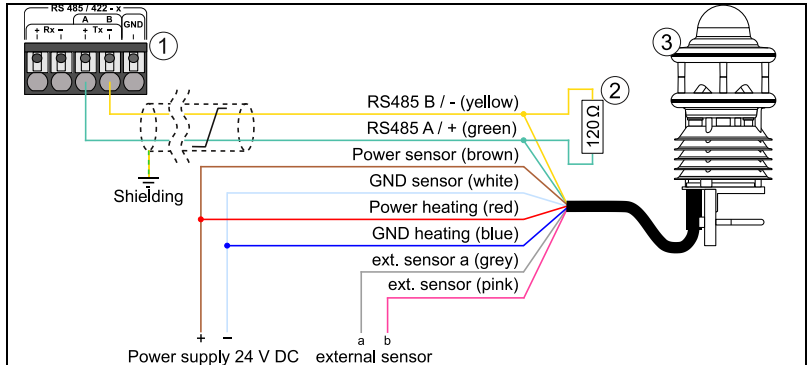 RS 485 / 422 - x
A B GND
+ Rx − + Tx −
1
2
3
RS485 B / - (yellow)
RS485 A / + (green)
120 Ω
Power sensor (brown)
GND sensor (white)
Shielding
Power heating (red)
GND heating (blue)
ext. sensor a (grey)
ext. sensor (pink)
+ −
a b
Power supply 24 V DC external sensor